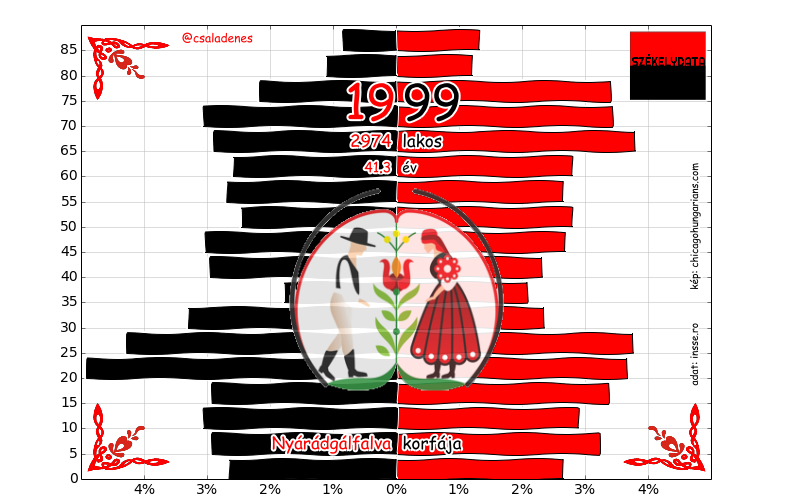 @csaladenes
SZÉKELYDATA
1999
2974 lakos
41.3 év
kép: chicagohungarians.com
adat: insse.ro
Nyárádgálfalva korfája
85
80
75
70
65
60
55
50
45
40
35
30
25
20
15
10
5
0
4% 3% 2% 1% 0% 1% 2% 3% 4%